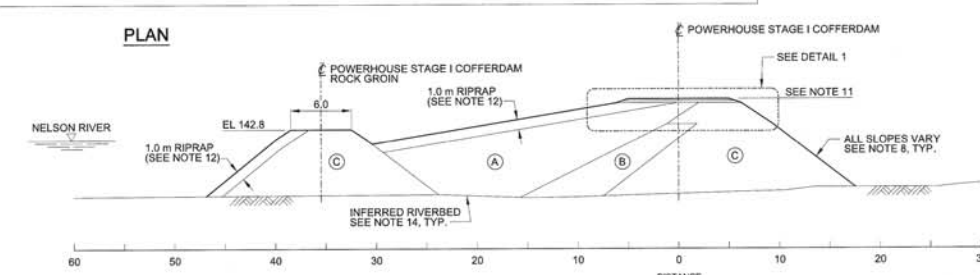 PLAN
℄ POWERHOUSE STAGE I COFFERDAM
SEE DETAIL 1
℄ POWERHOUSE STAGE I COFFERDAM
ROCK GROIN
1.0 m RIPRAP
(SEE NOTE 12)
SEE NOTE 11
6.0
NELSON RIVER
EL 142.8
1.0 m RIPRAP
(SEE NOTE 12)
ALL SLOPES VARY
SEE NOTE 8, TYP.
C
A
B
C
INFERRED RIVERBED
SEE NOTE 14, TYP.
60 50 40 30 20 10 0 10 20